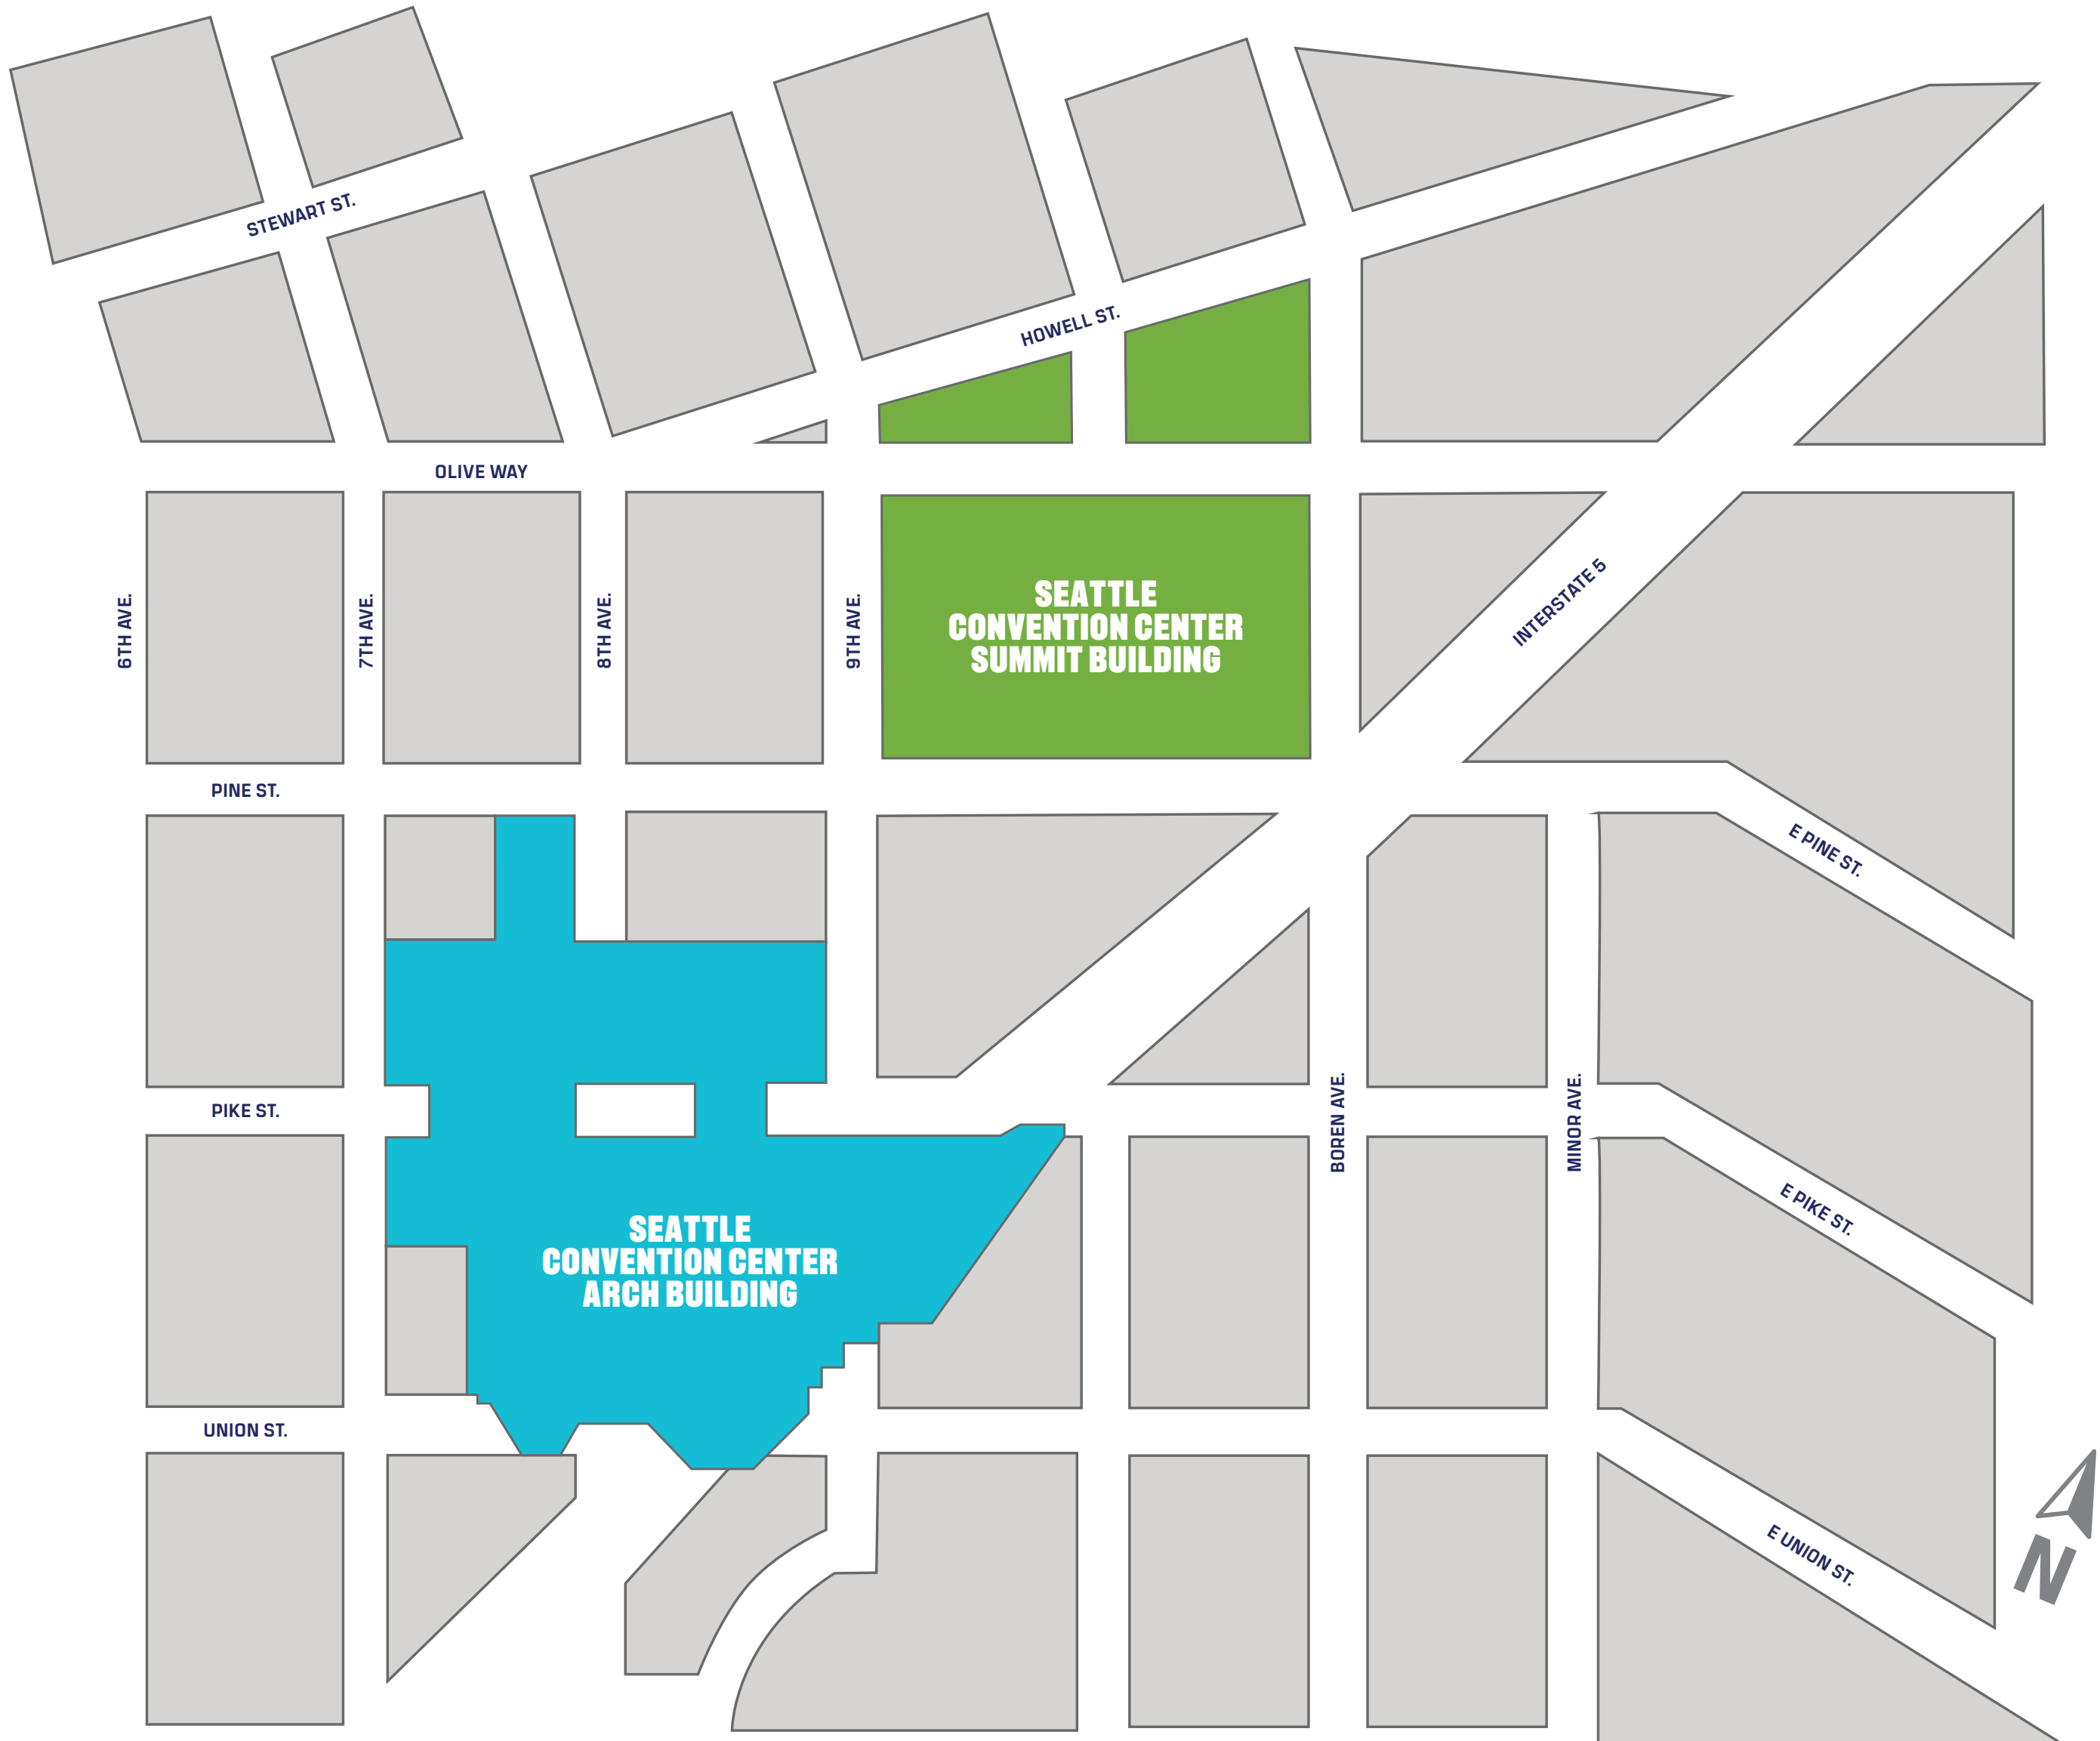 STEWART ST.
HOWELL ST.
OLIVE WAY
6TH AVE.
7TH AVE.
8TH AVE.
9TH AVE.
SEATTLE
CONVENTION CENTER
SUMMIT BUILDING
INTERSTATE 5
PINE ST.
E PINE ST.
PIKE ST.
BOREN AVE.
MINOR AVE.
E PIKE ST.
SEATTLE
CONVENTION CENTER
ARCH BUILDING
UNION ST.
E UNION ST.
N